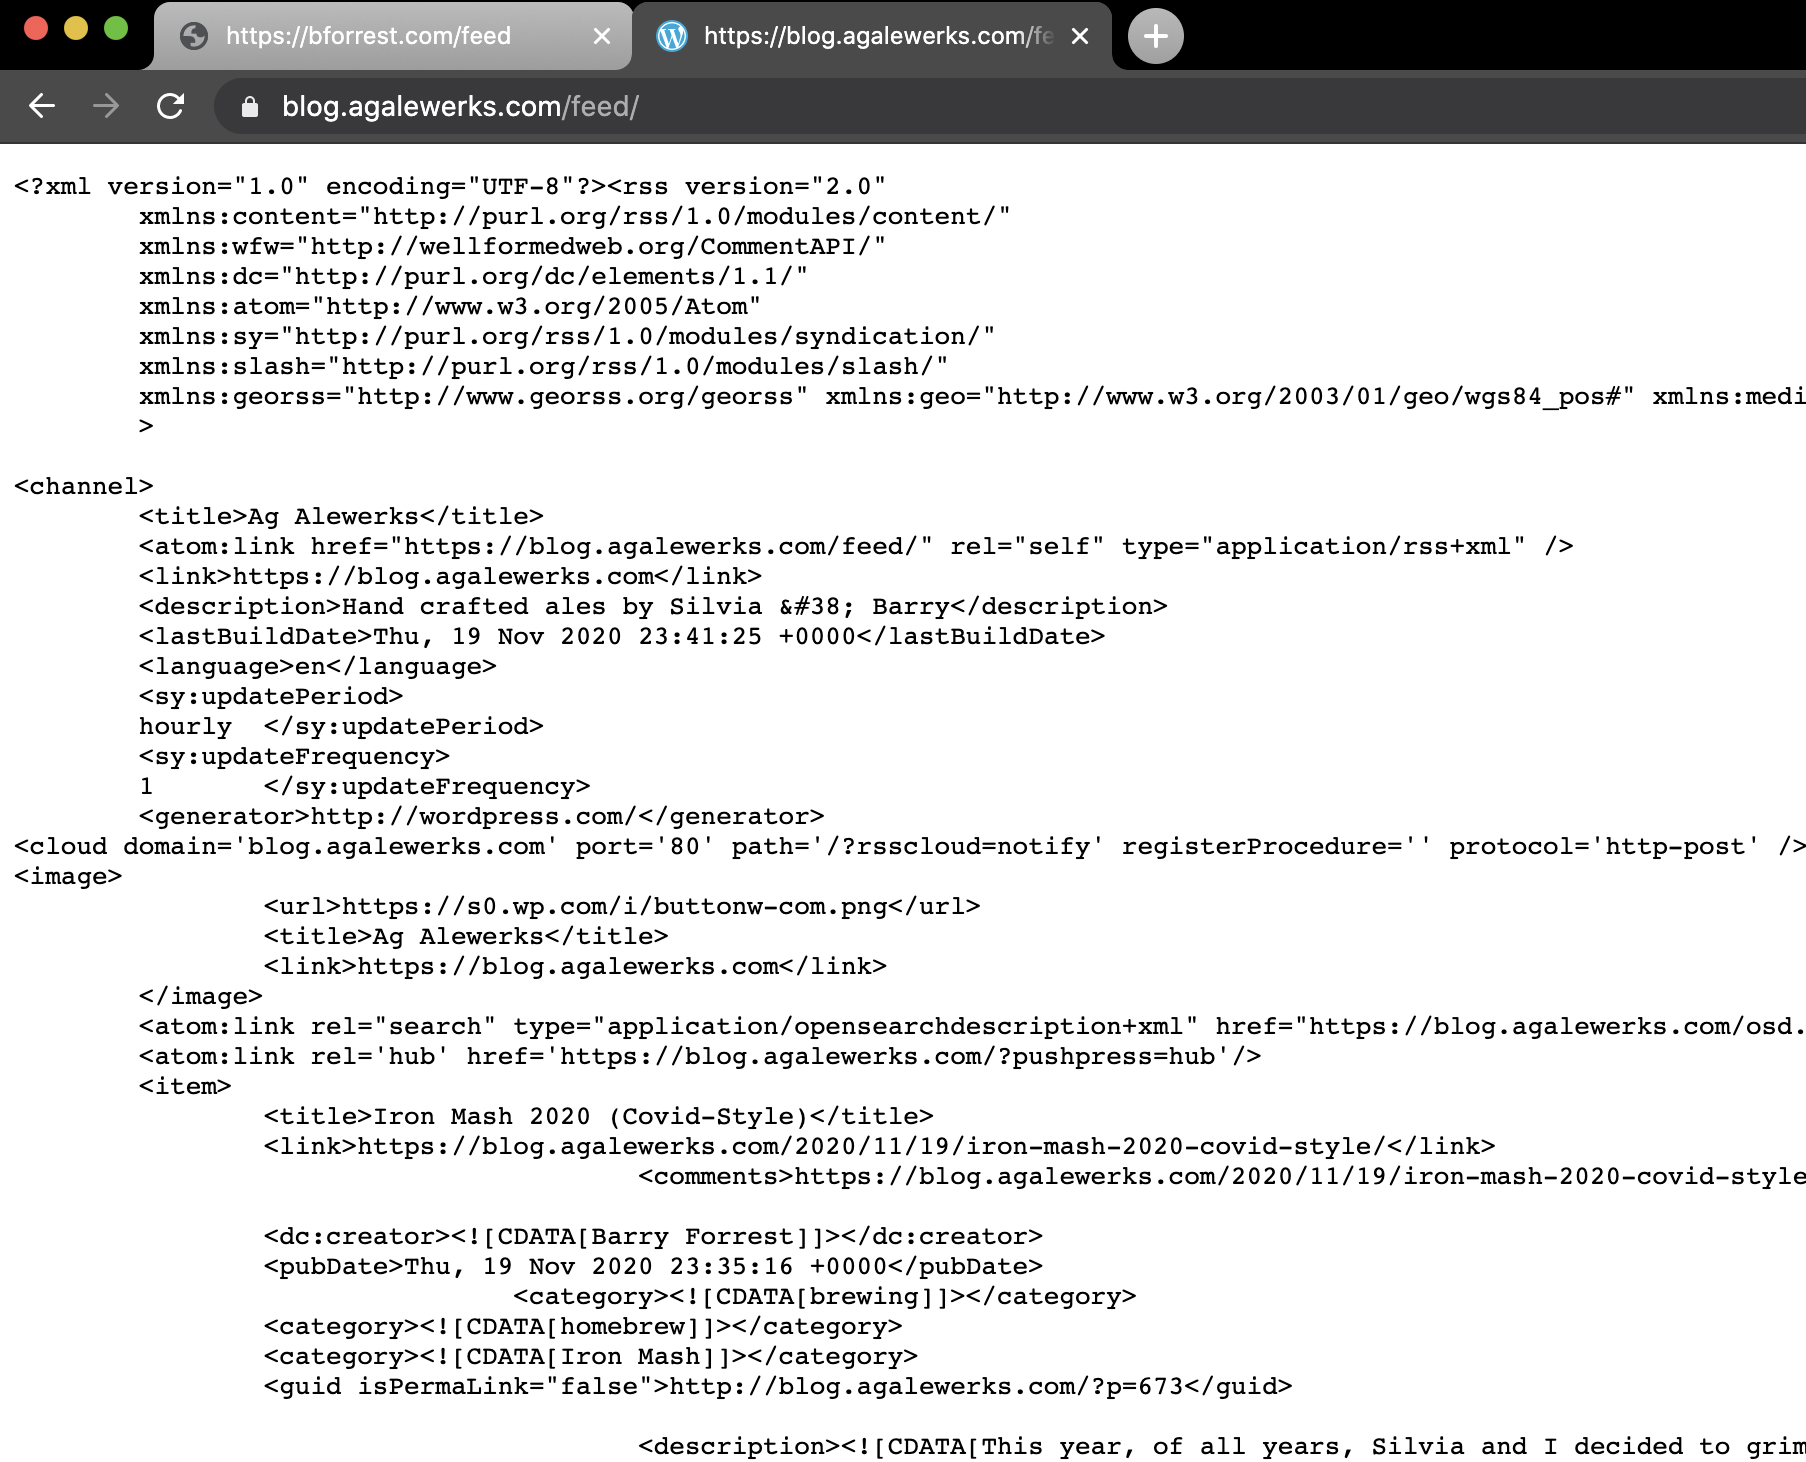 https://bforrest.com/feed
https://blog.agalewerks.com/fe
blog.agalewerks.com/feed/
<?xml version="1.0" encoding="UTF-8"?><rss version="2.0"
xmlns:content="http://purl.org/rss/1.0/modules/content/"
xmlns:wfw="http://wellformedweb.org/CommentAPI/"
xmlns:dc="http://purl.org/dc/elements/1.1/"
xmlns:atom="http://www.w3.org/2005/Atom"
xmlns:sy="http://purl.org/rss/1.0/modules/syndication/"
xmlns:slash="http://purl.org/rss/1.0/modules/slash/"
xmlns:georss="http://www.georss.org/georss" xmlns:geo="http://www.w3.org/2003/01/geo/wgs84_pos#" xmlns:medi
>
<channel>
<title>Ag Alewerks</title>
<atom:link href="https://blog.agalewerks.com/feed/" rel="self" type="application/rss+xml" />
<link>https://blog.agalewerks.com</link>
<description>Hand crafted ales by Silvia &#38; Barry</description>
<lastBuildDate>Thu, 19 Nov 2020 23:41:25 +0000</lastBuildDate>
<language>en</language>
<sy:updatePeriod>
hourly  </sy:updatePeriod>
<sy:updateFrequency>
1       </sy:updateFrequency>
<generator>http://wordpress.com/</generator>
<cloud domain='blog.agalewerks.com' port='80' path='/?rsscloud=notify' registerProcedure='' protocol='http-post' />
<image>
<url>https://s0.wp.com/i/buttonw-com.png</url>
<title>Ag Alewerks</title>
<link>https://blog.agalewerks.com</link>
</image>
<atom:link rel="search" type="application/opensearchdescription+xml" href="https://blog.agalewerks.com/osd.
<atom:link rel='hub' href='https://blog.agalewerks.com/?pushpress=hub'/>
<item>
<title>Iron Mash 2020 (Covid-Style)</title>
<link>https://blog.agalewerks.com/2020/11/19/iron-mash-2020-covid-style/</link>
<comments>https://blog.agalewerks.com/2020/11/19/iron-mash-2020-covid-style
<dc:creator><![CDATA[Barry Forrest]]></dc:creator>
<pubDate>Thu, 19 Nov 2020 23:35:16 +0000</pubDate>
<category><![CDATA[brewing]]></category>
<category><![CDATA[homebrew]]></category>
<category><![CDATA[Iron Mash]]></category>
<guid isPermaLink="false">http://blog.agalewerks.com/?p=673</guid>
<description><![CDATA[This year, of all years, Silvia and I decided to grim